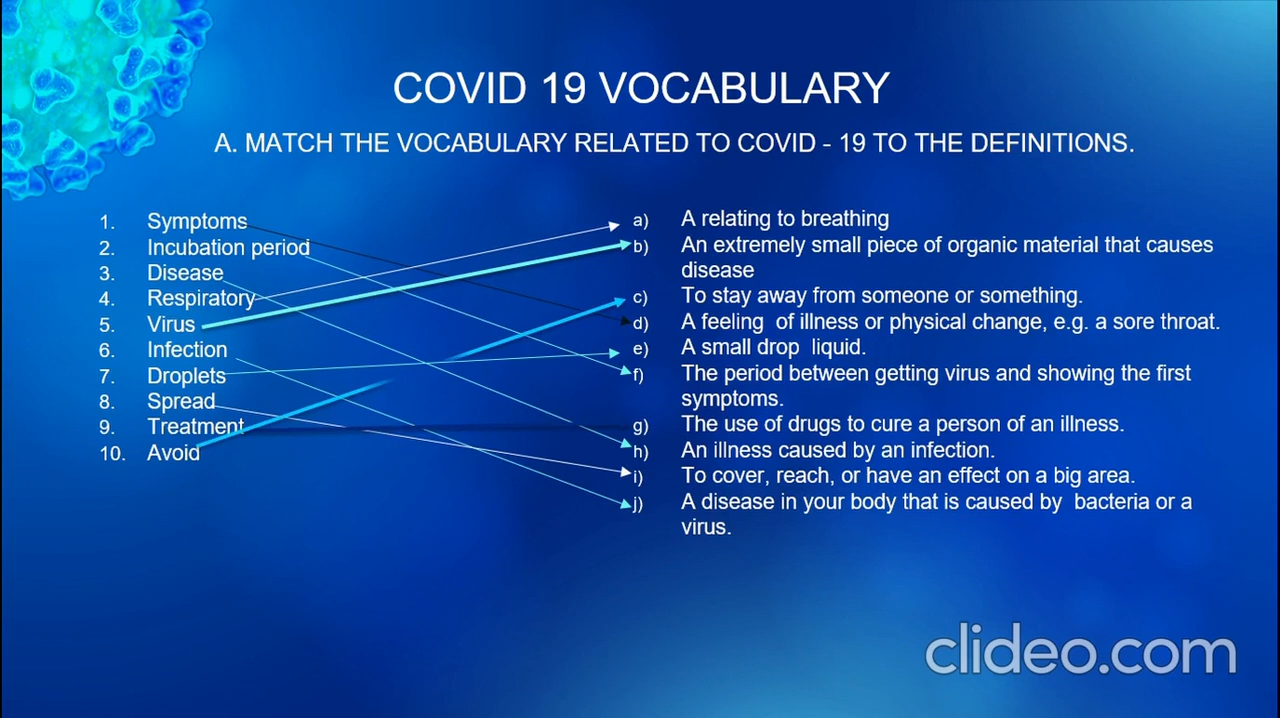 COVID 19 VOCABULARY
A. MATCH THE VOCABULARY RELATED TO COVID - 19 TO THE DEFINITIONS.
1. Symptoms
2. Incubation period
3. Disease
4. Respiratory
5. Virus
6. Infection
7. Droplets
8. Spread
9. Treatment
10. Avoid
a) A relating to breathing
b) An extremely small piece of organic material that causes
disease
c) To stay away from someone or something.
d) A feeling of illness or physical change, e.g. a sore throat.
e) A small drop liquid.
f) The period between getting virus and showing the first
symptoms.
g) The use of drugs to cure a person of an illness.
h) An illness caused by an infection.
i) To cover, reach, or have an effect on a big area.
j) A disease in your body that is caused by bacteria or a
virus.
clideo.com